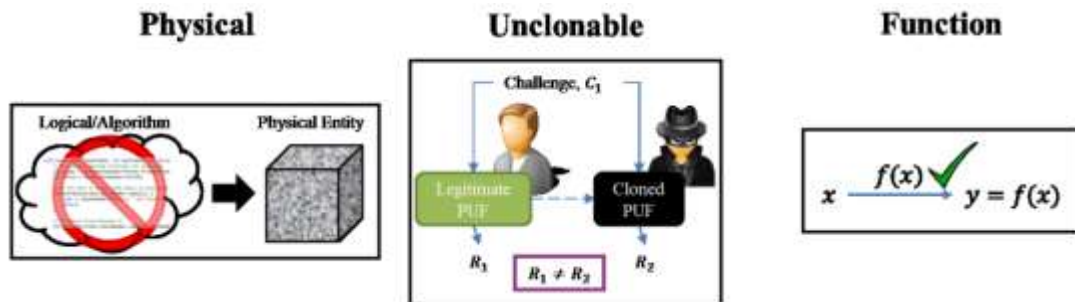 Physical
Unclonable
Function
Logical/Algorithm
Physical Entity
Challenge, C₁
Legitimate
PUF
Cloned
PUF
R₁
R₂
R₁ ≠ R₂
f(x)
x
y = f(x)